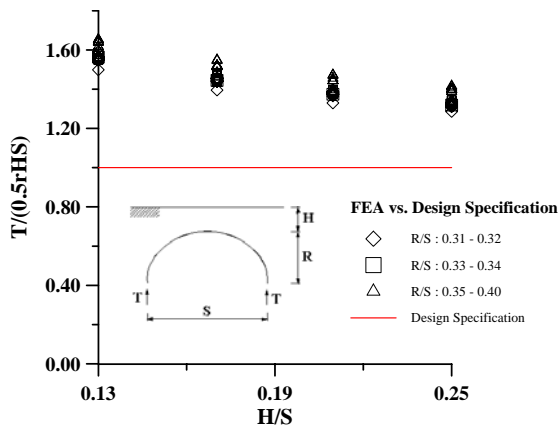 1.60
1.20
0.80
0.40
0.00
T/(0.5rHS)
H
R
T
T
S
FEA vs. Design Specification
R/S : 0.31 - 0.32
R/S : 0.33 - 0.34
R/S : 0.35 - 0.40
Design Specification
0.13
0.19
0.25
H/S